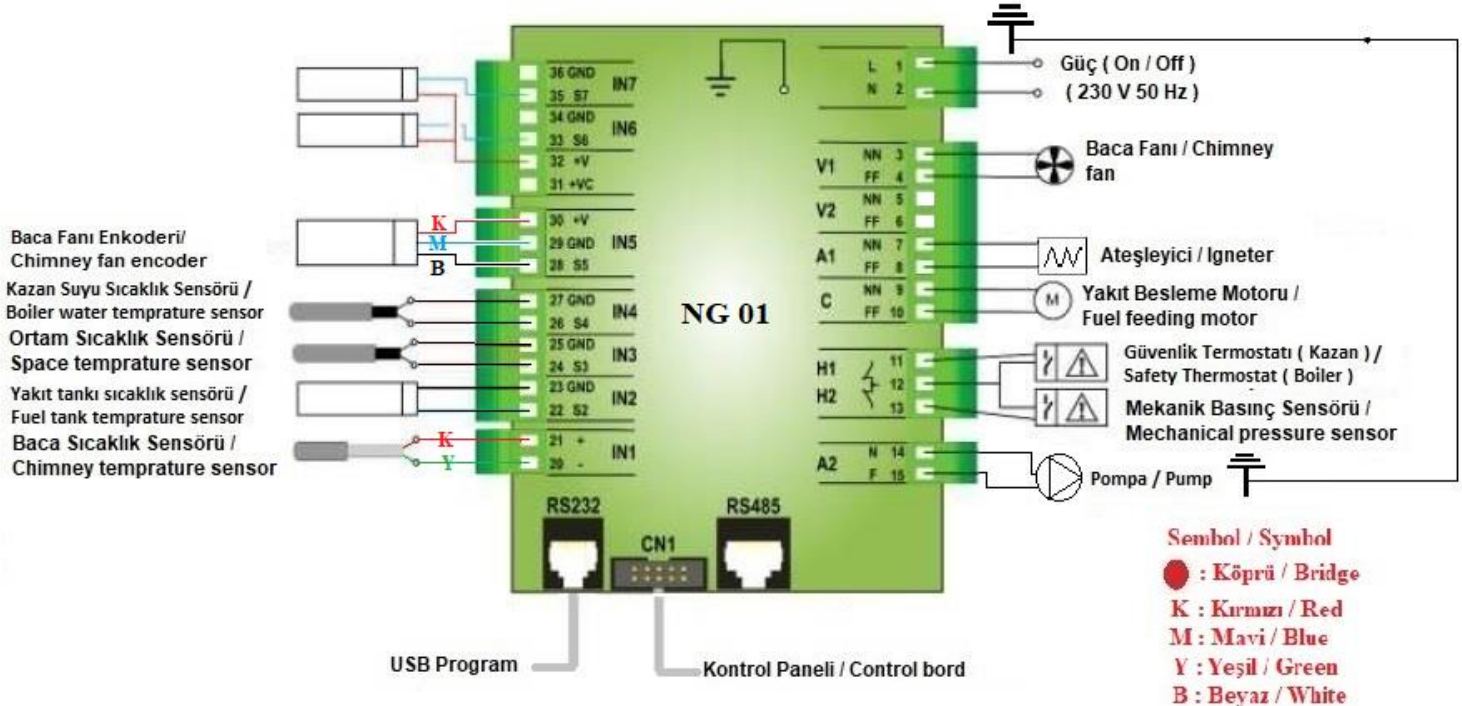 36 GND
35 S7
IN7
34 GND
33 S6
IN6
32 +V
31 +VC
30 +V
29 GND
28 S5
IN5
27 GND
26 S4
IN4
25 GND
24 S3
IN3
23 GND
22 S2
IN2
21 +
20 -
IN1
K
M
B
K
Y
Baca Fanı Enkoderi/
Chimney fan encoder
Kazan Suyu Sıcaklık Sensörü /
Boiler water temprature sensor
Ortam Sıcaklık Sensörü /
Space temprature sensor
Yakıt tankı sıcaklık sensörü /
Fuel tank temprature sensor
Baca Sıcaklık Sensörü /
Chimney temprature sensor
NG 01
RS232
CN1
RS485
USB Program
Kontrol Paneli / Control bord
L 1
N 2
V1
NN 3
FF 4
V2
NN 5
FF 6
A1
NN 7
FF 8
C
NN 9
FF 10
H1
H2
11
12
13
A2
N 14
F 15
Güç ( On / Off )
( 230 V 50 Hz )
Baca Fanı / Chimney
fan
Ateşleyici / Igneter
M
Yakıt Besleme Motoru /
Fuel feeding motor
Güvenlik Termostatı ( Kazan ) /
Safety Thermostat ( Boiler )
Mekanik Basınç Sensörü /
Mechanical pressure sensor
Pompa / Pump
Sembol / Symbol
: Köprü / Bridge
K : Kırmızı / Red
M : Mavi / Blue
Y : Yeşil / Green
B : Beyaz / White